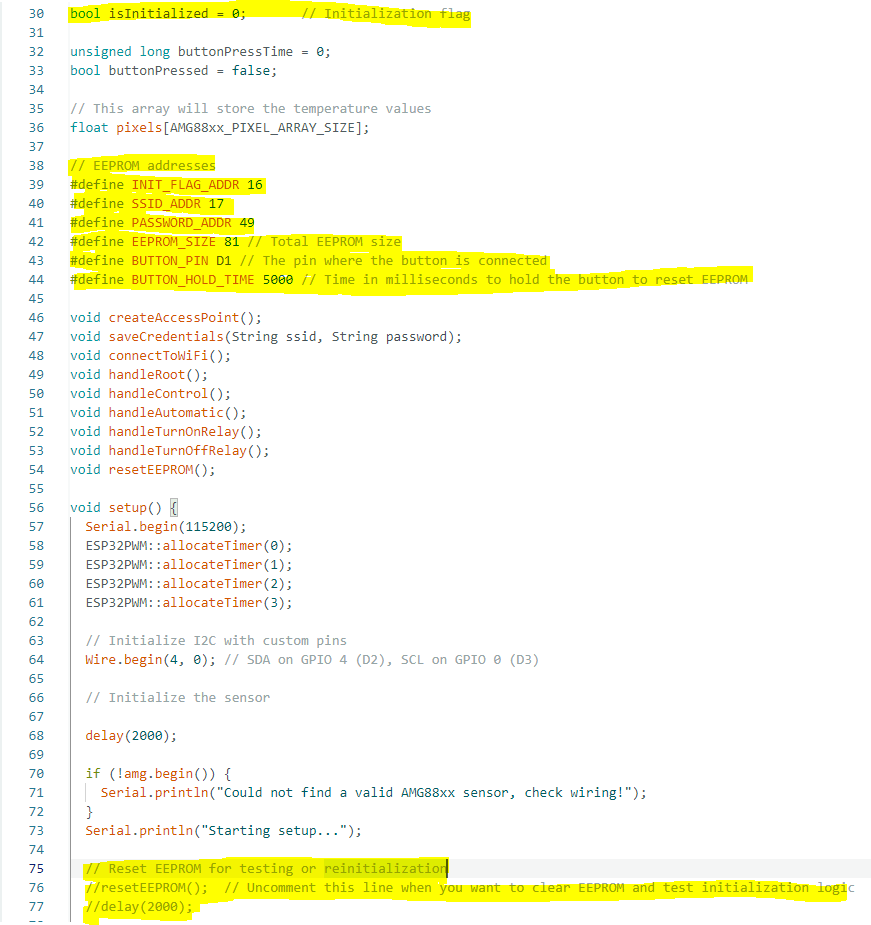 30 bool isInitialized = 0;       // Initialization flag
31
32 unsigned long buttonPressTime = 0;
33 bool buttonPressed = false;
34
35 // This array will store the temperature values
36 float pixels[AMG88xx_PIXEL_ARRAY_SIZE];
37
38 // EEPROM addresses
39 #define INIT_FLAG_ADDR 16
40 #define SSID_ADDR 17
41 #define PASSWORD_ADDR 49
42 #define EEPROM_SIZE 81 // Total EEPROM size
43 #define BUTTON_PIN D1 // The pin where the button is connected
44 #define BUTTON_HOLD_TIME 5000 // Time in milliseconds to hold the button to reset EEPROM
45
46 void createAccessPoint();
47 void saveCredentials(String ssid, String password);
48 void connectToWiFi();
49 void handleRoot();
50 void handleControl();
51 void handleAutomatic();
52 void handleTurnOnRelay();
53 void handleTurnOffRelay();
54 void resetEEPROM();
55
56 void setup() {
57   Serial.begin(115200);
58   ESP32PWM::allocateTimer(0);
59   ESP32PWM::allocateTimer(1);
60   ESP32PWM::allocateTimer(2);
61   ESP32PWM::allocateTimer(3);
62
63   // Initialize I2C with custom pins
64   Wire.begin(4, 0); // SDA on GPIO 4 (D2), SCL on GPIO 0 (D3)
65
66   // Initialize the sensor
67
68   delay(2000);
69
70   if (!amg.begin()) {
71     Serial.println("Could not find a valid AMG88xx sensor, check wiring!");
72   }
73   Serial.println("Starting setup...");
74
75   // Reset EEPROM for testing or reinitialization
76   //resetEEPROM();  // Uncomment this line when you want to clear EEPROM and test initialization logic
77   //delay(2000);